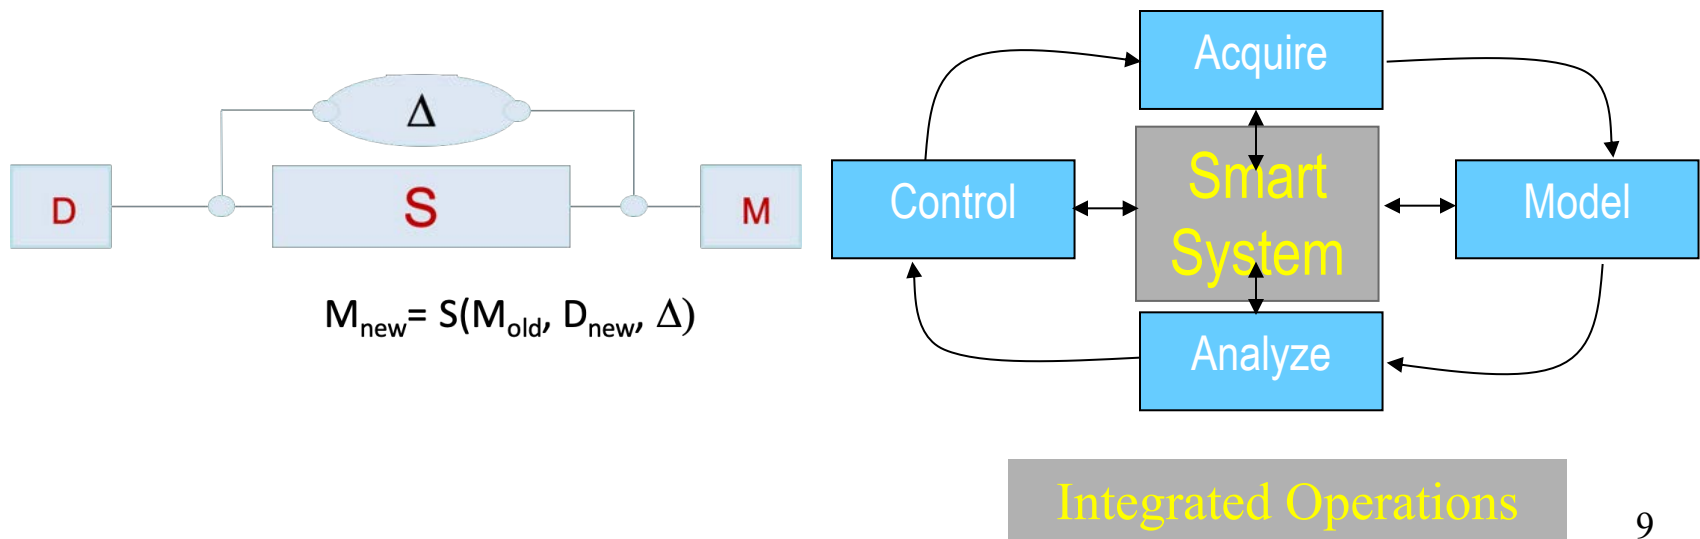 Δ
D
S
M
M_new= S(M_old, D_new, Δ)
Acquire
Control
Smart
System
Model
Analyze
Integrated Operations
9